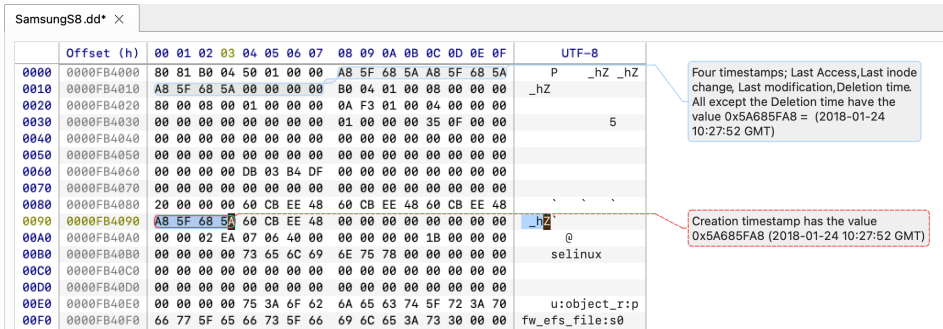 SamsungS8.dd* ×
Offset (h) 00 01 02 03 04 05 06 07 08 09 0A 0B 0C 0D 0E 0F UTF-8
0000 0000FB4000 80 81 B0 04 50 01 00 00 A8 5F 68 5A A8 5F 68 5A P _hZ _hZ
0010 0000FB4010 A8 5F 68 5A 00 00 00 00 B0 04 01 00 08 00 00 00 _hZ
0020 0000FB4020 80 00 08 00 01 00 00 00 0A F3 01 00 04 00 00 00
0030 0000FB4030 00 00 00 00 00 00 00 00 01 00 00 00 35 0F 00 00 5
0040 0000FB4040 00 00 00 00 00 00 00 00 00 00 00 00 00 00 00 00
0050 0000FB4050 00 00 00 00 00 00 00 00 00 00 00 00 00 00 00 00
0060 0000FB4060 00 00 00 00 DB 03 B4 DF 00 00 00 00 00 00 00 00
0070 0000FB4070 00 00 00 00 00 00 00 00 00 00 00 00 00 00 00 00
0080 0000FB4080 20 00 00 00 60 CB EE 48 60 CB EE 48 60 CB EE 48 ` ` `
0090 0000FB4090 A8 5F 68 5A 60 CB EE 48 00 00 00 00 00 00 00 00 _hZ`
00A0 0000FB40A0 00 00 02 EA 07 06 40 00 00 00 00 00 1B 00 00 00 @
00B0 0000FB40B0 00 00 00 00 73 65 6C 69 6E 75 78 00 00 00 00 00 selinux
00C0 0000FB40C0 00 00 00 00 00 00 00 00 00 00 00 00 00 00 00 00
00D0 0000FB40D0 00 00 00 00 00 00 00 00 00 00 00 00 00 00 00 00
00E0 0000FB40E0 00 00 00 00 75 3A 6F 62 6A 65 63 74 5F 72 3A 70 u:object_r:p
00F0 0000FB40F0 66 77 5F 65 66 73 5F 66 69 6C 65 3A 73 30 00 00 fw_efs_file:s0
Four timestamps; Last Access,Last inode
change, Last modification,Deletion time.
All except the Deletion time have the
value 0x5A685FA8 = (2018-01-24
10:27:52 GMT)
Creation timestamp has the value
0x5A685FA8 (2018-01-24 10:27:52 GMT)